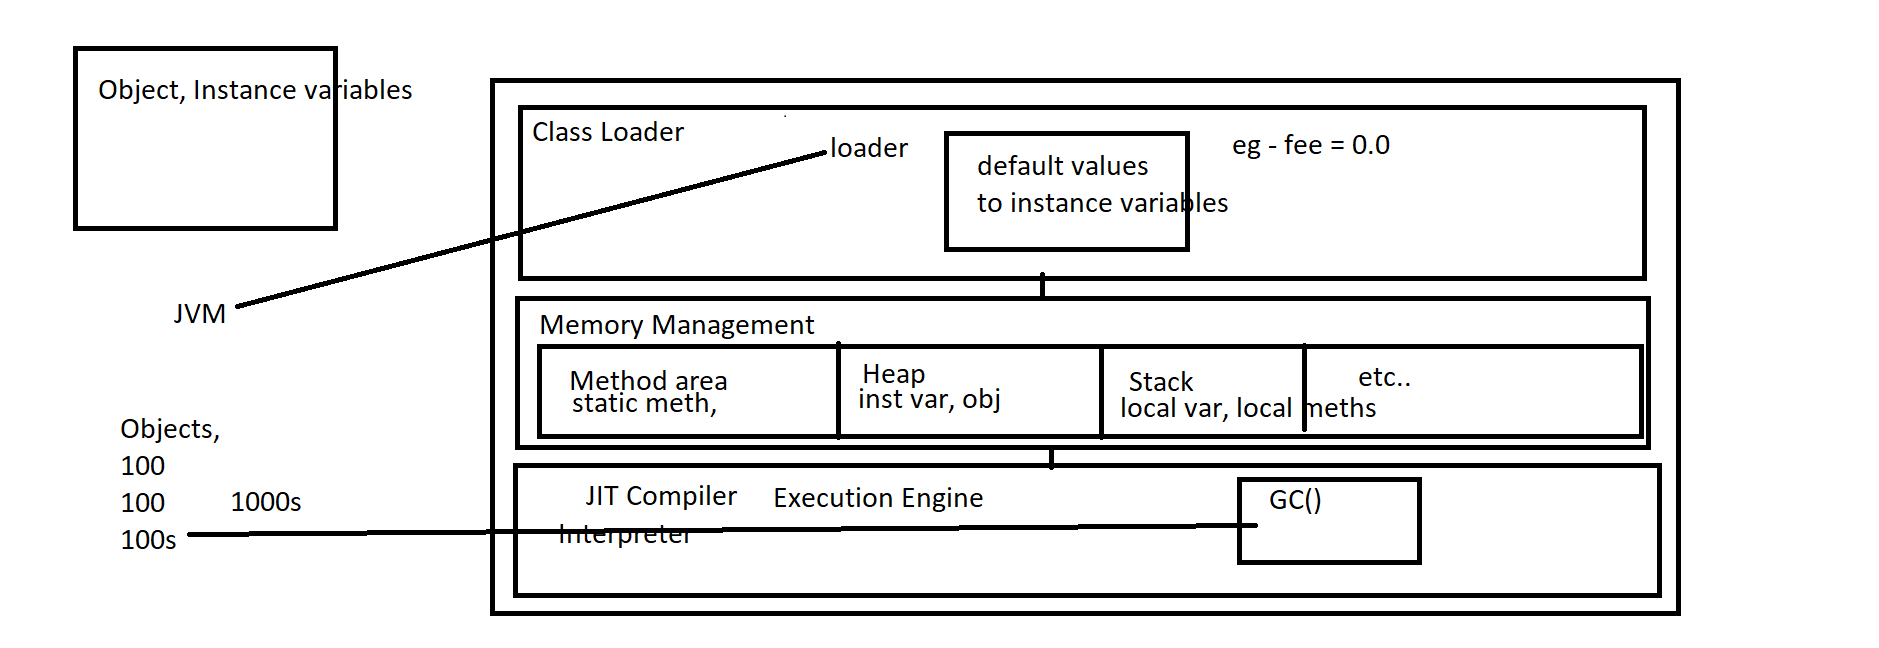 Object, Instance variables
Class Loader
loader
default values
to instance variables
eg - fee = 0.0
JVM
Memory Management
Method area
static meth,
Heap
inst var, obj
Stack
local var, local meths
etc..
Objects,
100
100
1000s
100s
JIT Compiler
Execution Engine
Interpreter
GC()